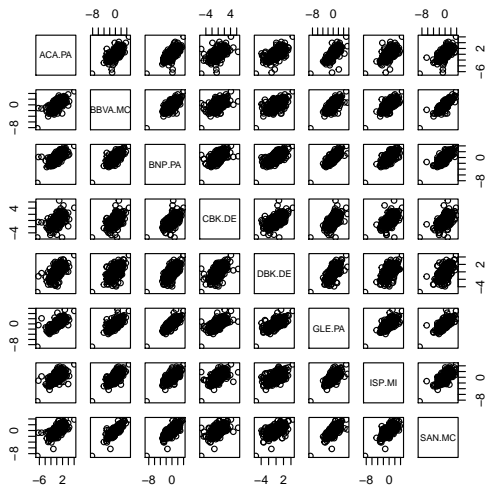 -8 0 -8 0 -4 4 -8 0
ACA.PA -6 2
-8 0 BBVA.MC
BNP.PA -8 0
-4 4 CBK.DE
DBK.DE -4 2
-8 0 GLE.PA
ISP.MI -8 0
-8 0 SAN.MC
-6 2 -8 0 -4 2 -8 0